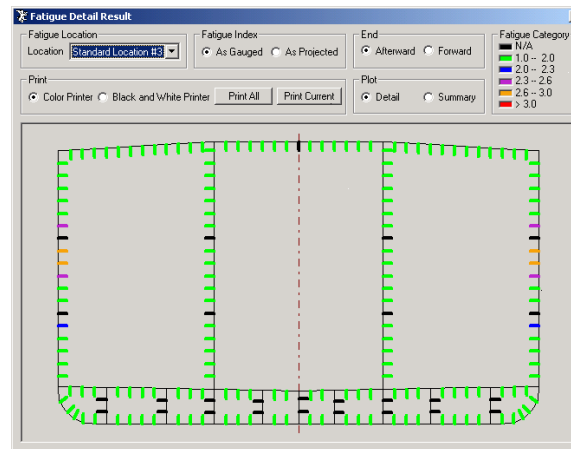 Fatigue Detail Result
Fatigue Location
Location Standard Location #3
Fatigue Index
As Gauged As Projected
End
Afterward Forward
Fatigue Category
N/A
1.0 -- 2.0
2.0 -- 2.3
2.3 -- 2.6
2.6 -- 3.0
> 3.0
Print
Color Printer Black and White Printer Print All Print Current
Plot
Detail Summary